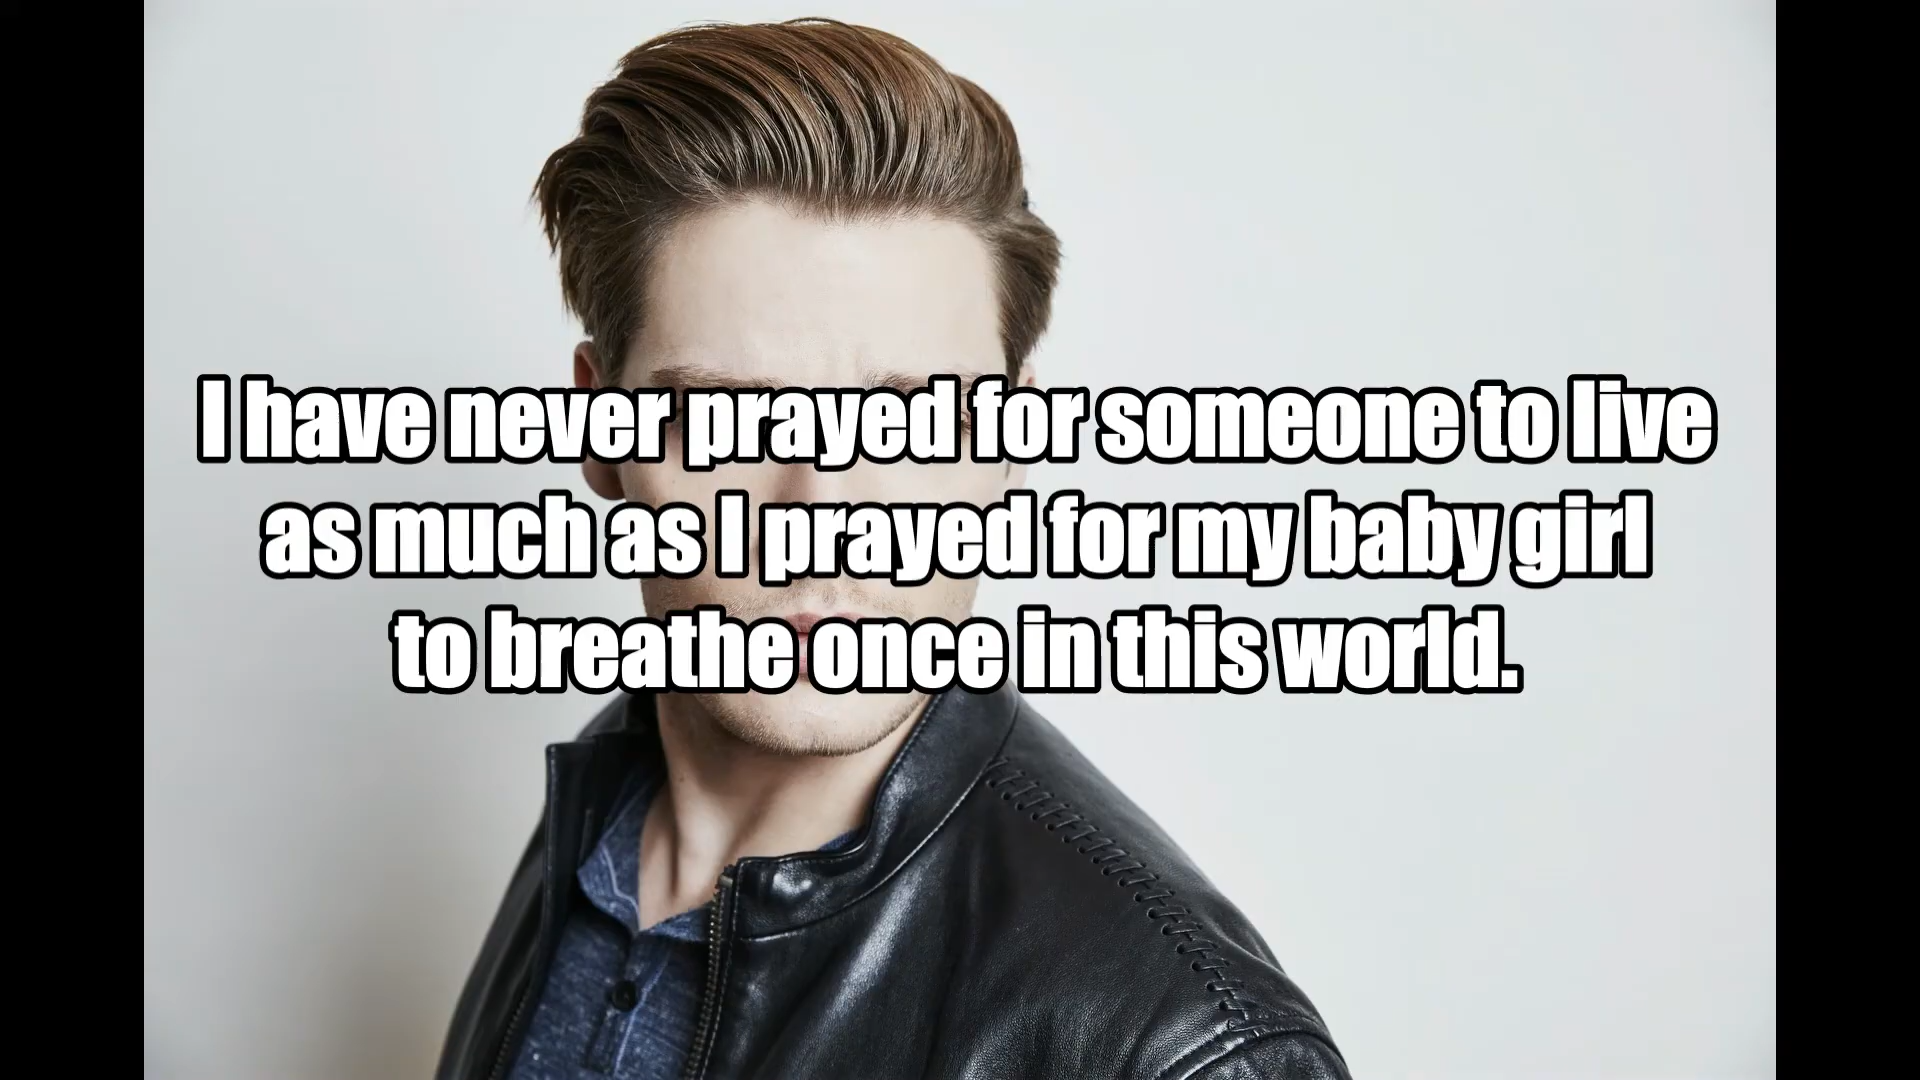 I have never prayed for someone to live
as much as I prayed for my baby girl
to breathe once in this world.